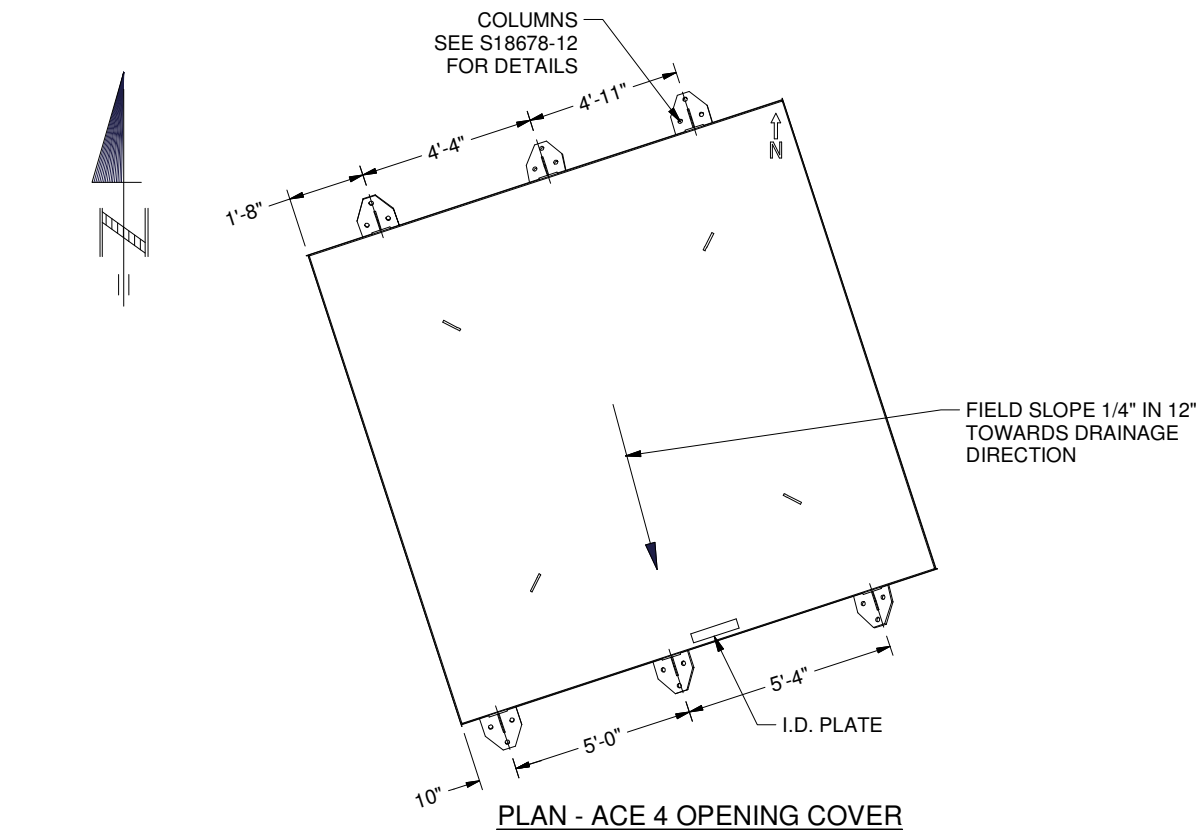 COLUMNS
SEE S18678-12
FOR DETAILS
4'-11"
4'-4"
1'-8"
N
N
FIELD SLOPE 1/4" IN 12"
TOWARDS DRAINAGE
DIRECTION
5'-4"
I.D. PLATE
5'-0"
10"
PLAN - ACE 4 OPENING COVER